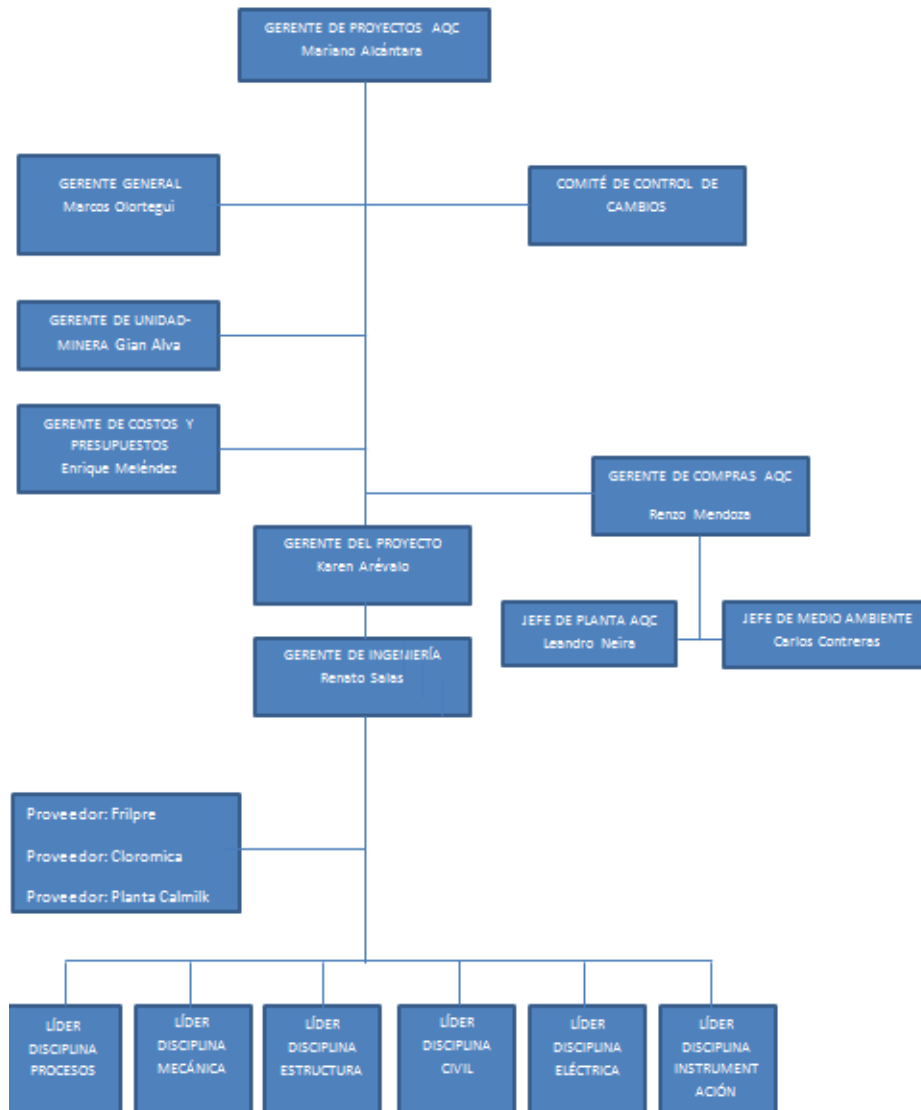 GERENTE DE PROYECTOS AQC
Mariano Alcántara
GERENTE GENERAL
Marcos Olortegui
COMITÉ DE CONTROL DE
CAMBIOS
GERENTE DE UNIDAD-
MINERA Gian Alva
GERENTE DE COSTOS Y
PRESUPUESTOS
Enrique Meléndez
GERENTE DE COMPRAS AQC
Renzo Mendoza
GERENTE DEL PROYECTO
Karen Arévalo
JEFE DE PLANTA AQC
Leandro Neira
JEFE DE MEDIO AMBIENTE
Carlos Contreras
GERENTE DE INGENIERÍA
Renato Salas
Proveedor: Frilpre
Proveedor: Cloromica
Proveedor: Planta Calmilk
LÍDER
DISCIPLINA
PROCESOS
LÍDER
DISCIPLINA
MECÁNICA
LÍDER
DISCIPLINA
ESTRUCTURA
LÍDER
DISCIPLINA
CIVIL
LÍDER
DISCIPLINA
ELÉCTRICA
LÍDER
DISCIPLINA
INSTRUMENT
ACIÓN